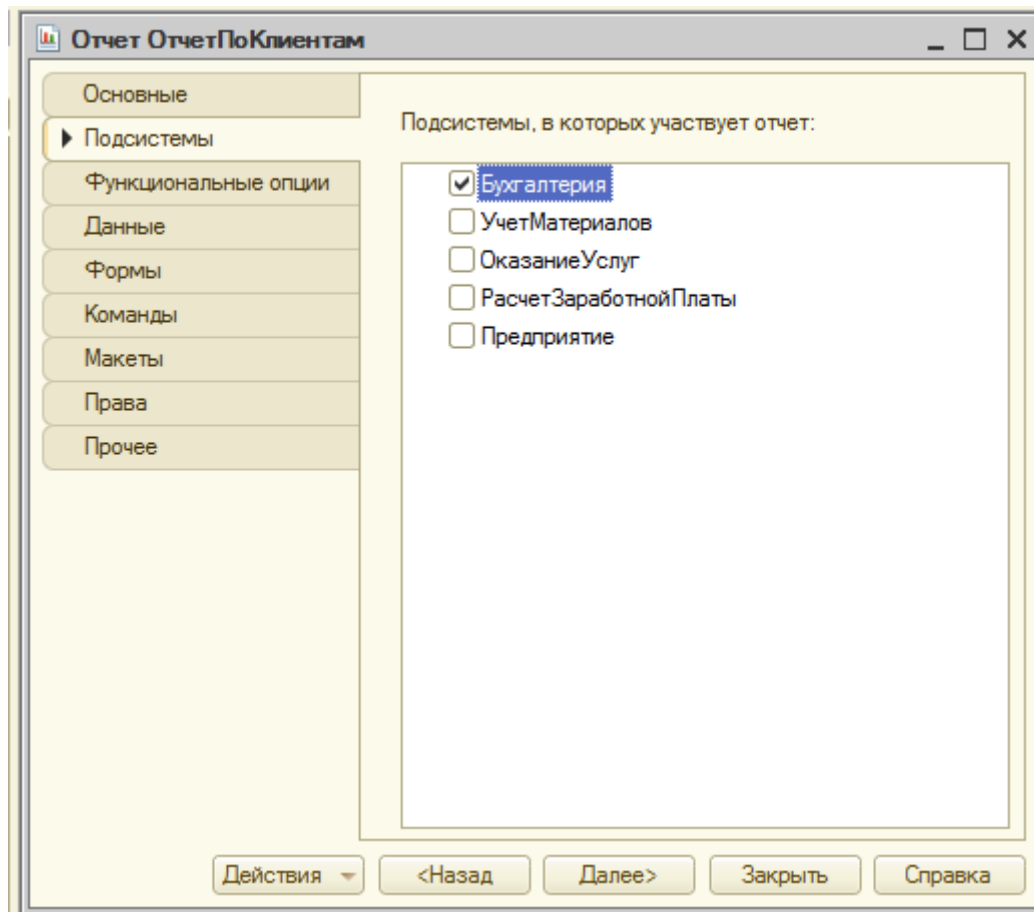 Отчет ОтчетПоКлиентам
Основные
Подсистемы
Функциональные опции
Данные
Формы
Команды
Макеты
Права
Прочее
Подсистемы, в которых участвует отчет:
Бухгалтерия
УчетМатериалов
ОказаниеУслуг
РасчетЗаработнойПлаты
Предприятие
Действия
<Назад
Далее>
Закрыть
Справка